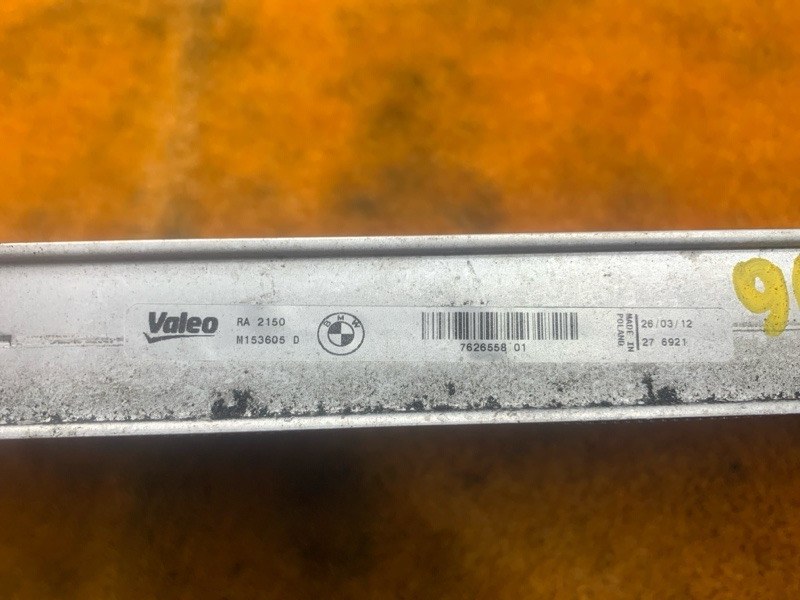 Valeo
RA 2150
M153605 D
BMW
7626558 01
MADE IN
POLAND
26/03/12
27 6921